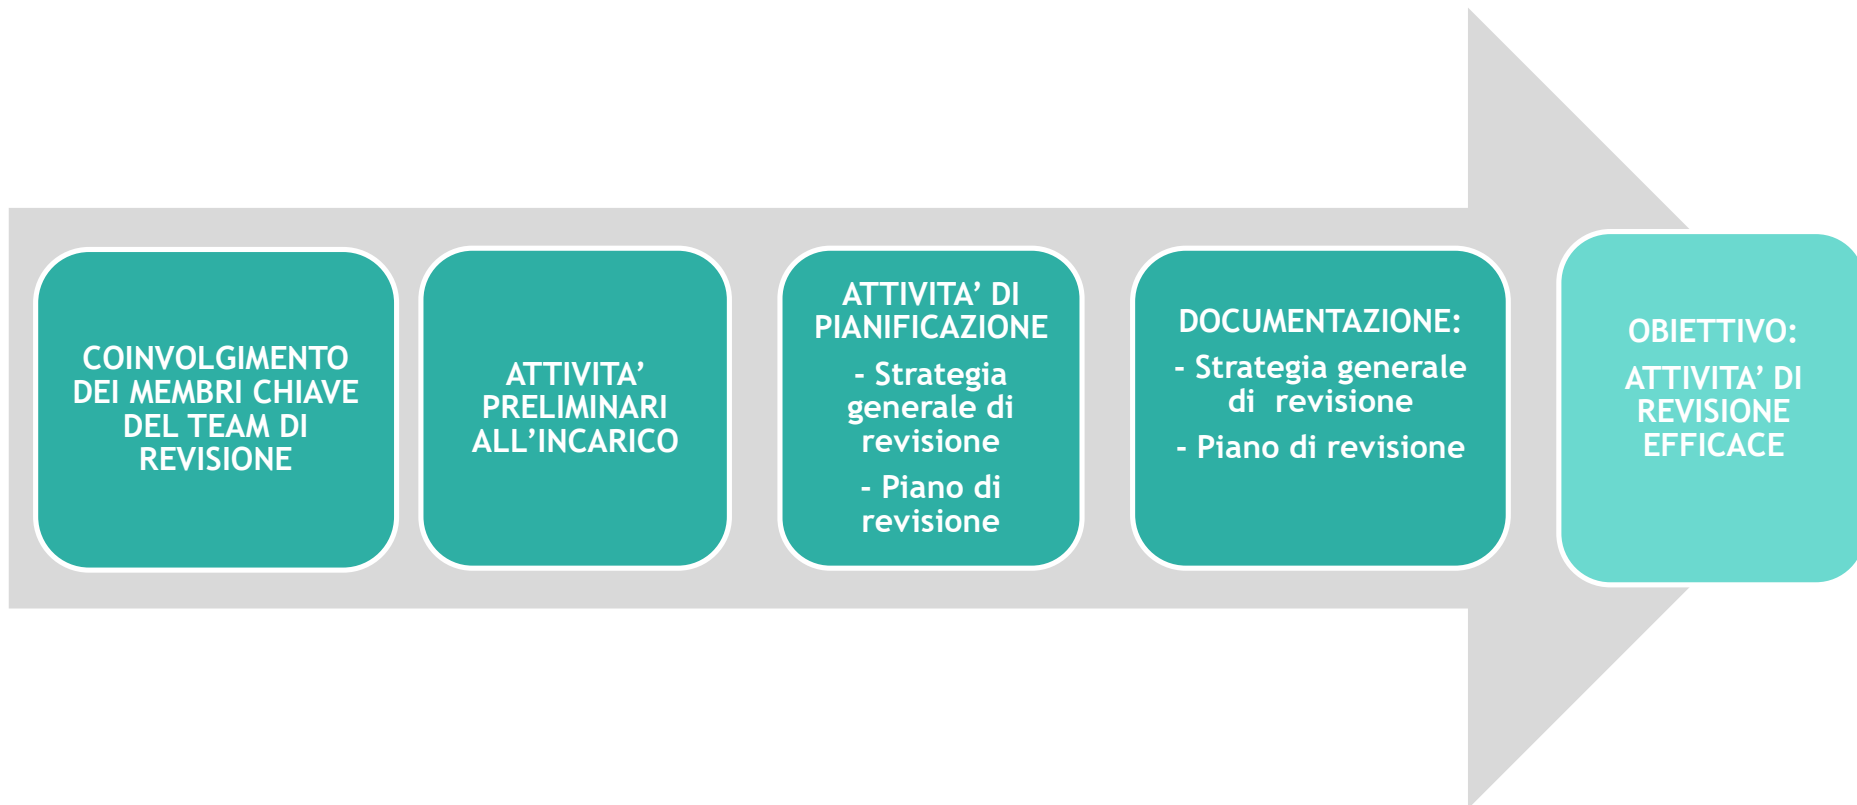 COINVOLGIMENTO
DEI MEMBRI CHIAVE
DEL TEAM DI
REVISIONE
ATTIVITA’
PRELIMINARI
ALL’INCARICO
ATTIVITA’ DI
PIANIFICAZIONE
- Strategia
generale di
revisione
- Piano di
revisione
DOCUMENTAZIONE:
- Strategia generale
di revisione
- Piano di revisione
OBIETTIVO:
ATTIVITA’ DI
REVISIONE
EFFICACE